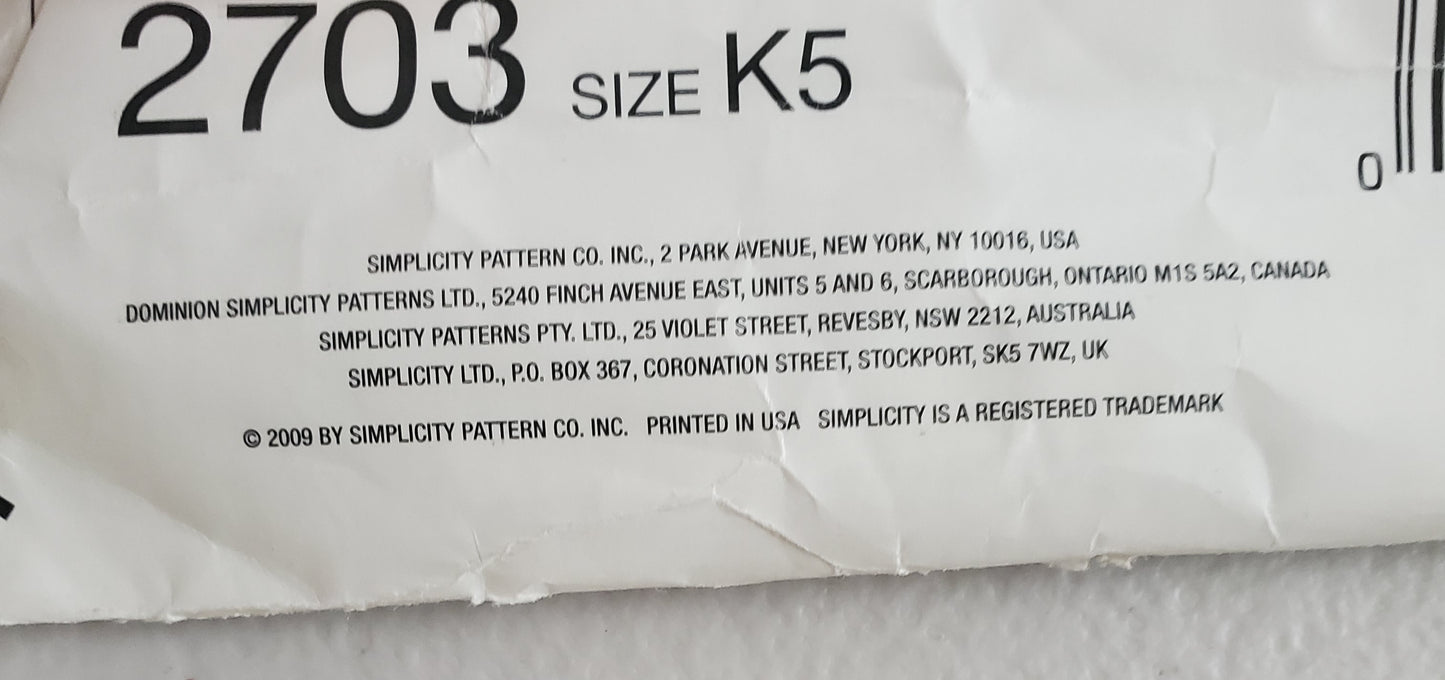 2703 SIZE K5
0
SIMPLICITY PATTERN CO. INC., 2 PARK AVENUE, NEW YORK, NY 10016, USA
DOMINION SIMPLICITY PATTERNS LTD., 5240 FINCH AVENUE EAST, UNITS 5 AND 6, SCARBOROUGH, ONTARIO M1S 5A2, CANADA
SIMPLICITY PATTERNS PTY. LTD., 25 VIOLET STREET, REVESBY, NSW 2212, AUSTRALIA
SIMPLICITY LTD., P.O. BOX 367, CORONATION STREET, STOCKPORT, SK5 7WZ, UK
© 2009 BY SIMPLICITY PATTERN CO. INC. PRINTED IN USA SIMPLICITY IS A REGISTERED TRADEMARK